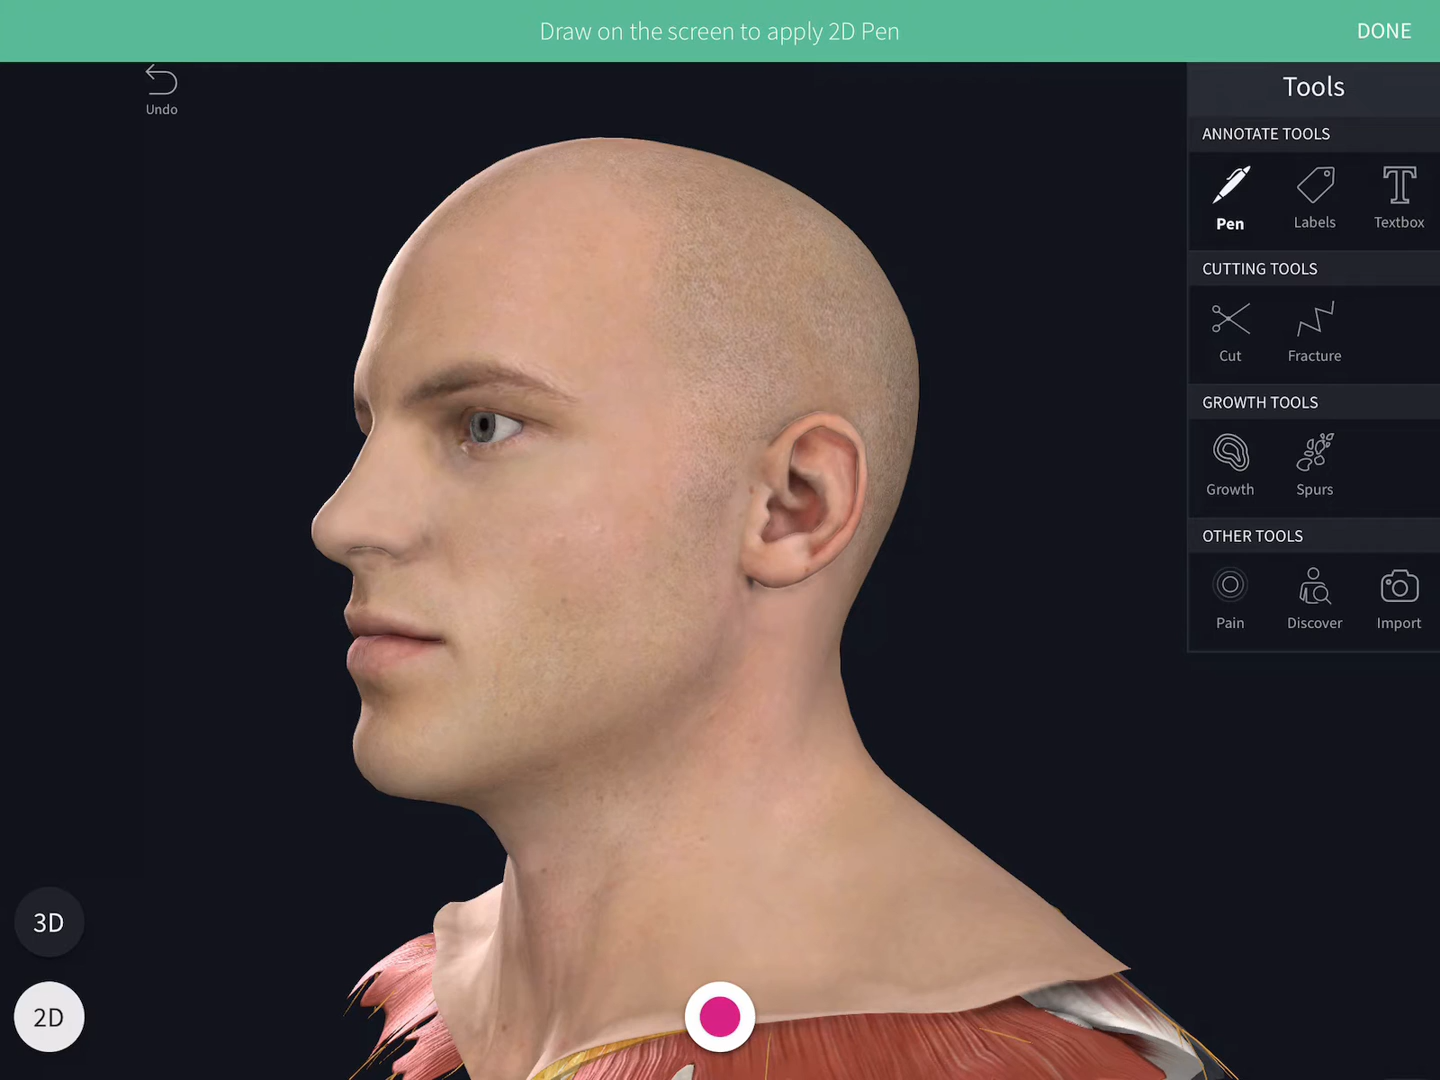 Draw on the screen to apply 2D Pen
DONE
Undo
Tools
ANNOTATE TOOLS
Pen
Labels
Textbox
CUTTING TOOLS
Cut
Fracture
GROWTH TOOLS
Growth
Spurs
OTHER TOOLS
Pain
Discover
Import
3D
2D